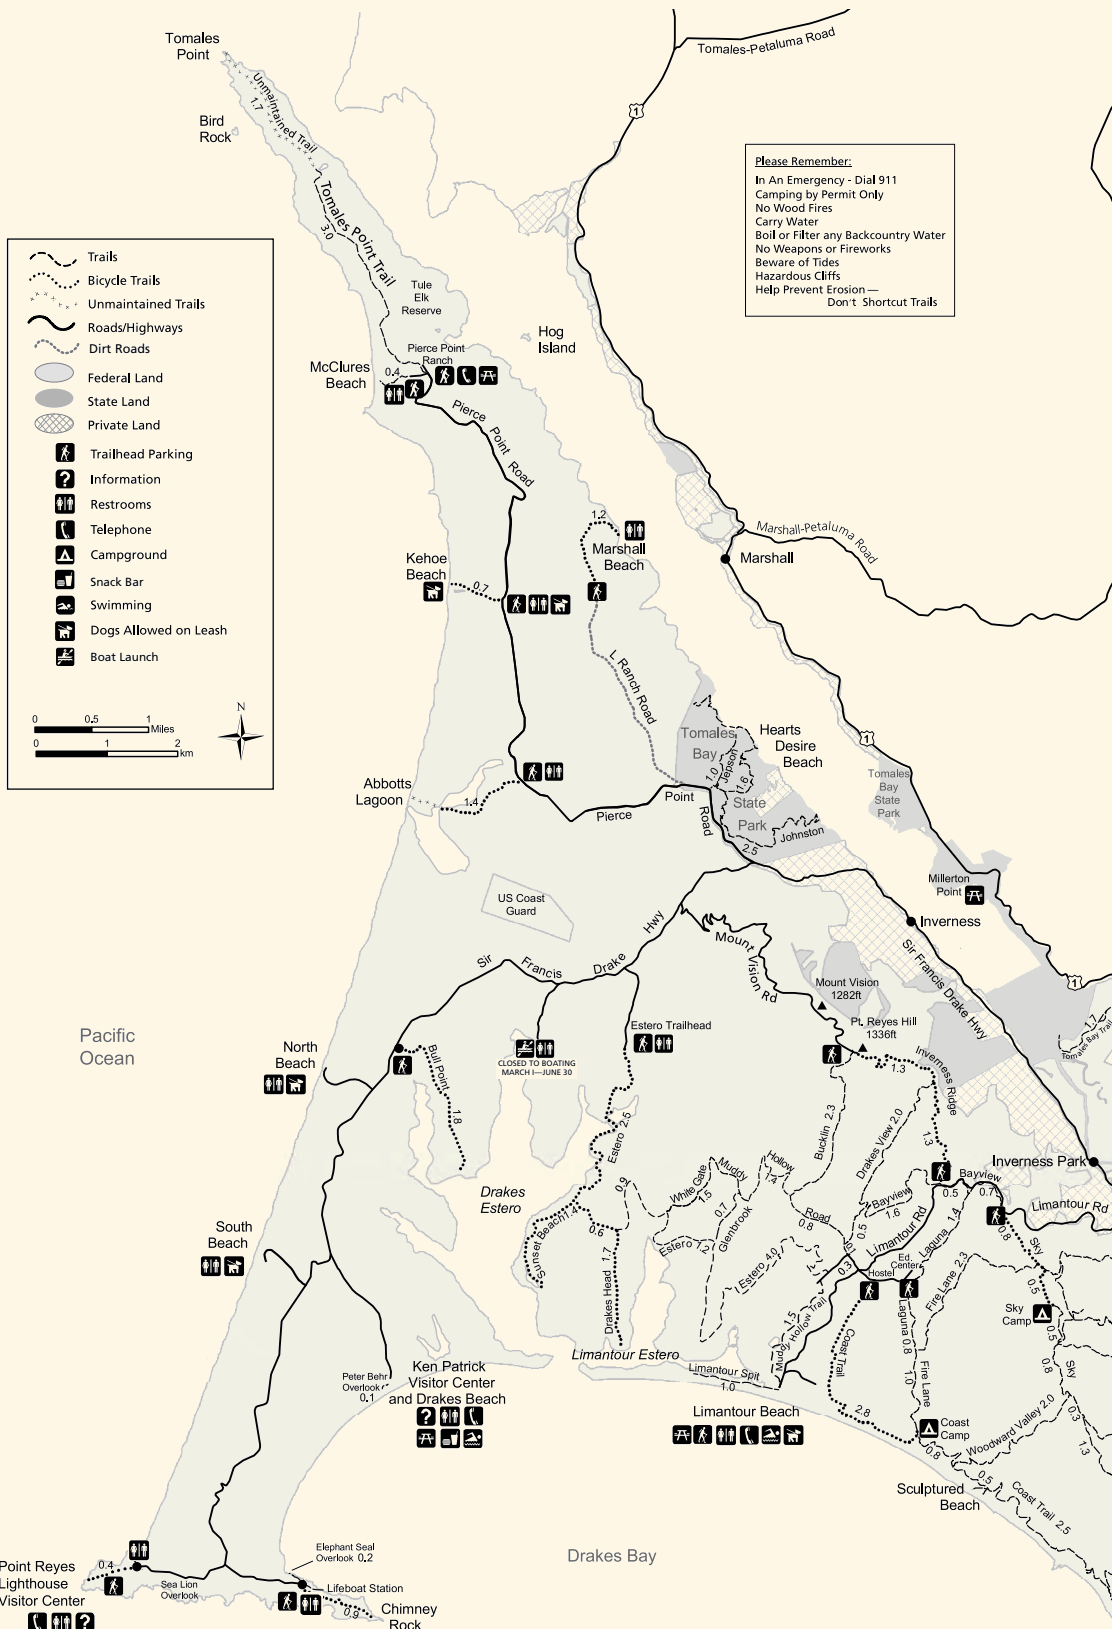 Tomales-Petaluma Road
Tomales
Point
Unmaintained Trail
1.7
1
Bird
Rock
Please Remember:
In An Emergency - Dial 911
Camping by Permit Only
No Wood Fires
Carry Water
Boil or Filter any Backcountry Water
No Weapons or Fireworks
Beware of Tides
Hazardous Cliffs
Help Prevent Erosion —
Don't Shortcut Trails
Tomales Point Trail
3.0
Trails
Bicycle Trails
Unmaintained Trails
Roads/Highways
Dirt Roads
Federal Land
State Land
Private Land
Trailhead Parking
? Information
Restrooms
Telephone
Campground
Snack Bar
Swimming
Dogs Allowed on Leash
Boat Launch
0 0.5 1
Miles
0 1 2
km
N
Tule
Elk
Reserve
Hog
Island
Pierce Point
Ranch
McClures
Beach
0.4
Pierce Point Road
1.2
Marshall
Beach
Marshall-Petaluma Road
Marshall
Kehoe
Beach
0.7
L Ranch Road
Tomales
Bay
State
Park
Hearts
Desire
Beach
Jepson
1.0
1.6
Johnston
2.5
1
Tomales
Bay
State
Park
Abbotts
Lagoon
1.4
Pierce Point Road
Millerton
Point
US Coast
Guard
Inverness
Sir Francis Drake Hwy
Mount Vision Rd
Sir Francis Drake Hwy
1
Mount Vision
1282ft
Pt. Reyes Hill
1336ft
1.7
Tomales Bay Trail
Pacific
Ocean
Estero Trailhead
North
Beach
CLOSED TO BOATING
MARCH I—JUNE 30
Bull Point
1.8
1.3
Inverness Ridge
1.3
Bucklin 2.3
Drakes View 2.0
Estero 2.5
Inverness Park
Bayview
0.5
0.7
Limantour Rd
Drakes
Estero
0.9
White Gate
1.5
Muddy
Hollow
1.4
0.7
Glenbrook
Road
0.8
0.5
Bayview
1.6
Limantour Rd
Laguna 1.4
0.8
Sky
Sunset Beach 1.4
0.6
1.7
Drakes Head
Estero 1.2
Estero 4.0
0.1
0.3
Hostel
Ed.
Center
Fire Lane 2.3
0.5
South
Beach
Sky
Camp
0.5
1.5
Muddy Hollow Trail
Coast Trail
Laguna 0.8
Fire Lane
1.0
0.8
Sky
Limantour Estero
Limantour Spit
1.0
Peter Behr
Overlook
0.1
Ken Patrick
Visitor Center
and Drakes Beach
?
Limantour Beach
2.8
Coast
Camp
0.8
Woodward Valley 2.0
0.3
1.3
Sculptured
Beach
0.5
Coast Trail 2.5
Drakes Bay
Elephant Seal
Overlook 0.2
Point Reyes
Lighthouse
Visitor Center
?
0.4
Sea Lion
Overlook
Lifeboat Station
0.9
Chimney
Rock